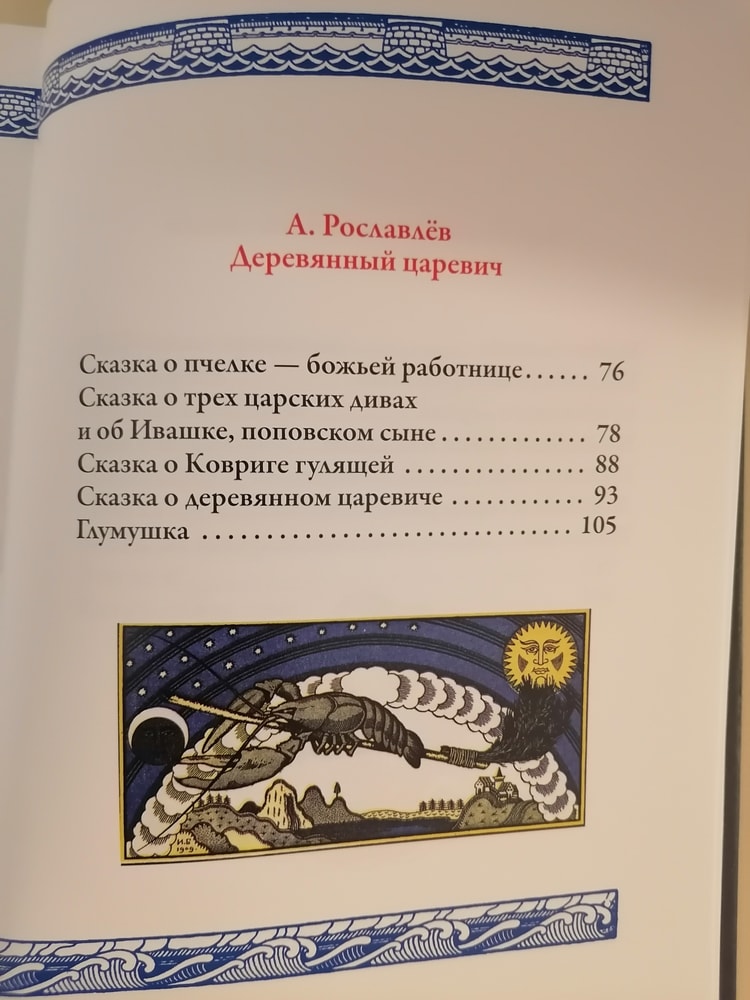 А. Рославлёв
Деревянный царевич
Сказка о пчелке — божьей работнице...... 76
Сказка о трех царских дивах
и об Ивашке, поповском сыне............. 78
Сказка о Ковриге гулящей ................ 88
Сказка о деревянном царевиче ............ 93
Глумушка ............................... 105
И.Б
1909